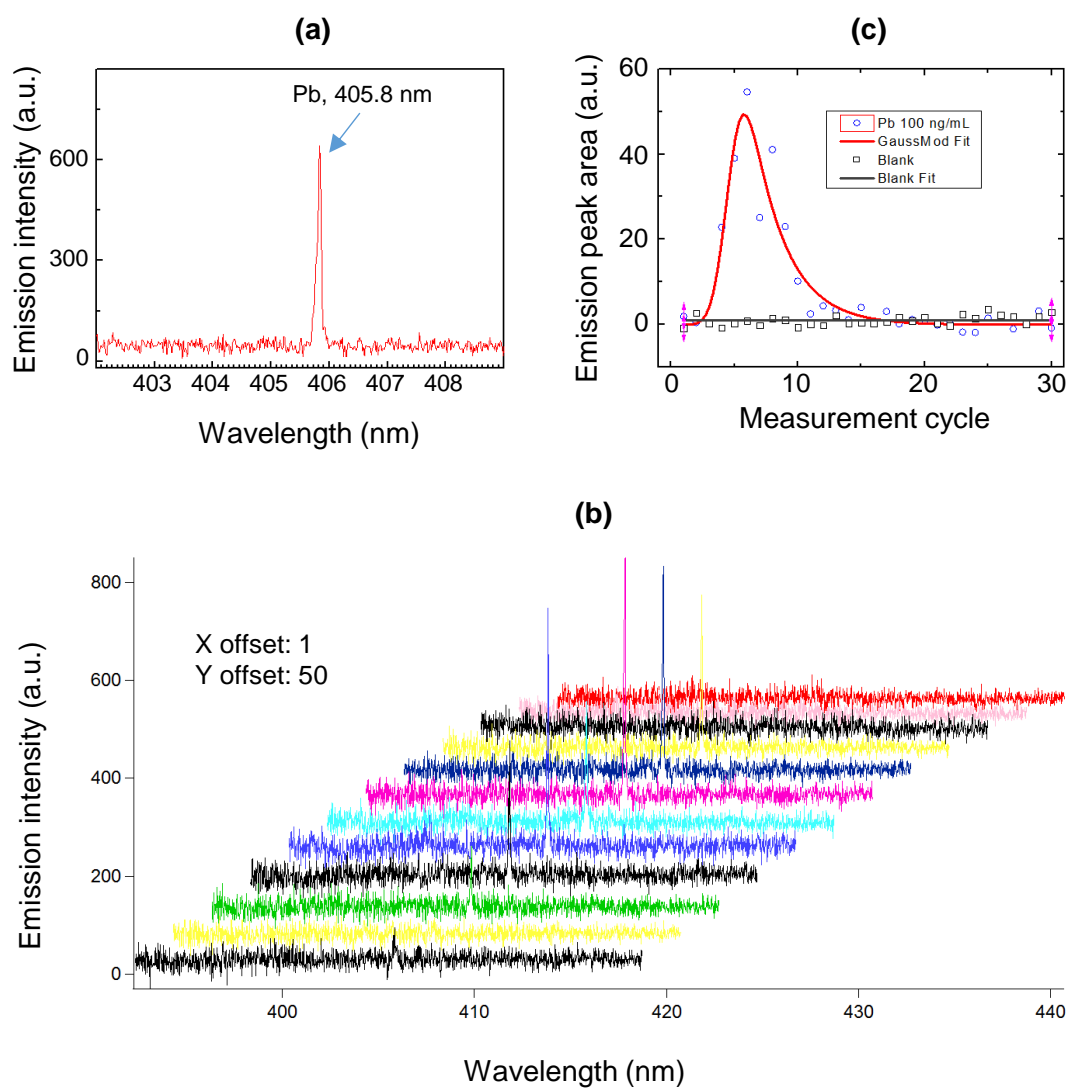 (a)
Emission intensity (a.u.)
600
300
0
Pb, 405.8 nm
403 404 405 406 407 408
Wavelength (nm)
(c)
Emission peak area (a.u.)
60
40
20
0
Pb 100 ng/mL
GaussMod Fit
Blank
Blank Fit
0 10 20 30
Measurement cycle
(b)
Emission intensity (a.u.)
800
600
400
200
0
X offset: 1
Y offset: 50
400 410 420 430 440
Wavelength (nm)